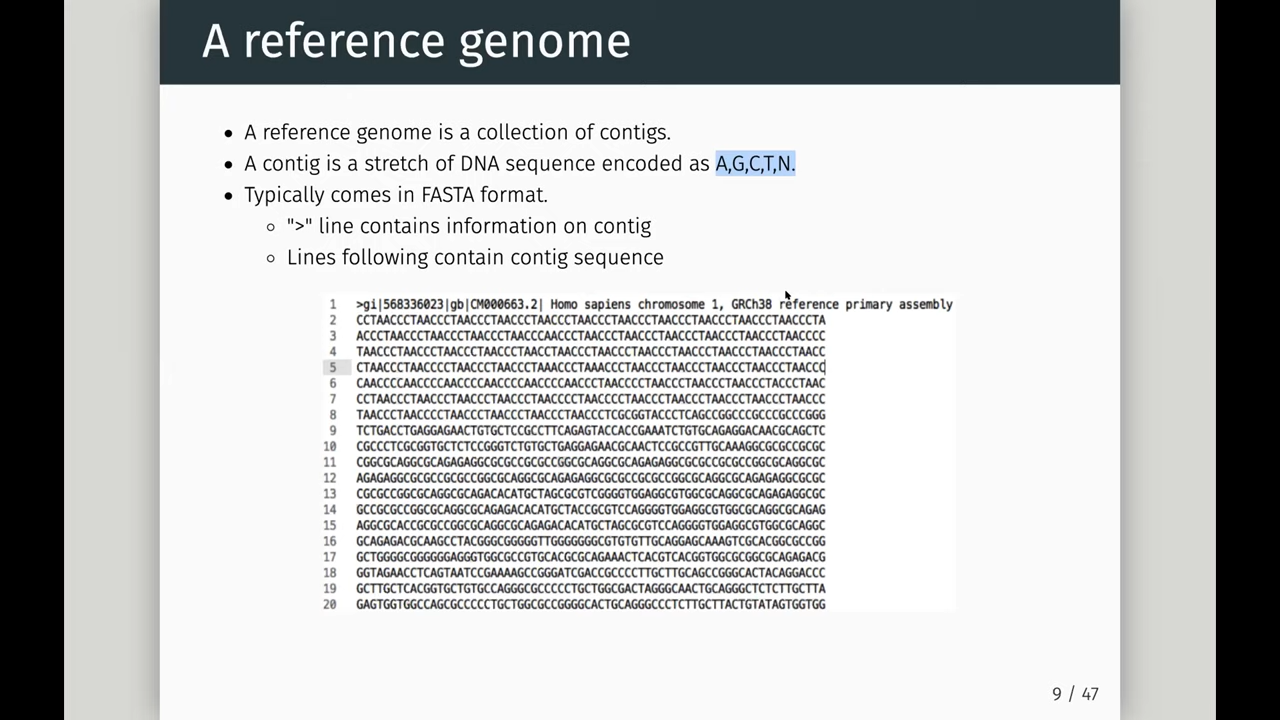 A reference genome
• A reference genome is a collection of contigs.
• A contig is a stretch of DNA sequence encoded as A,G,C,T,N.
• Typically comes in FASTA format.
◦ ">" line contains information on contig
◦ Lines following contain contig sequence
1 >gi|568336023|gb|CM000663.2| Homo sapiens chromosome 1, GRCh38 reference primary assembly
2 CCTAACCCTAACCCTAACCCTAACCCTAACCCTAACCCTAACCCTAACCCTAACCCTAACCCTAACCCTA
3 ACCCTAACCCTAACCCTAACCCTAACCCAACCCTAACCCTAACCCTAACCCTAACCCTAACCCTAACCCC
4 TAACCCTAACCCTAACCCTAACCTAACCCTAACCCTAACCCTAACCCTAACCCTAACCCTAACCCTAACC
5 CTAACCCTAACCCCTAACCCTAACCCTAAACCCTAAACCCTAACCCTAACCCTAACCCTAACCCTAACCC
6 CAACCCCAACCCCAACCCCAACCCCAACCCCAACCCTAACCCCTAACCCTAACCCTAACCCTACCCTAAC
7 CCTAACCCTAACCCTAACCCTAACCCTAACCCCTAACCCCTAACCCTAACCCTAACCCTAACCCTAACCC
8 TAACCCTAACCCCTAACCCTAACCCTAACCCTAACCCTCGCGGTACCCTCAGCCGGCCCGCCCGCCCGGG
9 TCTGACCTGAGGAGAACTGTGCTCCGCCTTCAGAGTACCACCGAAATCTGTGCAGAGGACAACGCAGCTC
10 CGCCCTCGCGGTGCTCTCCGGGTCTGTGCTGAGGAGAACGCAACTCCGCCGTTGCAAAGGCGCGCCGCGC
11 CGGCGCAGGCGCAGAGAGGCGCGCCGCGCCGGCGCAGGCGCAGAGAGGCGCGCCGCGCCGGCGCAGGCGC
12 AGAGAGGCGCGCCGCGCCGGCGCAGGCGCAGAGAGGCGCGCCGCGCCGGCGCAGGCGCAGAGAGGCGCGC
13 CGCGCCGGCGCAGGCGCAGACACATGCTAGCGCGTCGGGGTGGAGGCGTGGCGCAGGCGCAGAGAGGCGC
14 GCCGCGCCGGCGCAGGCGCAGAGACACATGCTACCGCGTCCAGGGGTGGAGGCGTGGCGCAGGCGCAGAG
15 AGGCGCACCGCGCCGGCGCAGGCGCAGAGACACATGCTAGCGCGTCCAGGGGTGGAGGCGTGGCGCAGGC
16 GCAGAGACGCAAGCCTACGGGCGGGGGTTGGGGGGGCGTGTGTTGCAGGAGCAAAGTCGCACGGCGCCGG
17 GCTGGGGCGGGGGGAGGGTGGCGCCGTGCACGCGCAGAAACTCACGTCACGGTGGCGCGGCGCAGAGACG
18 GGTAGAACCTCAGTAATCCGAAAAGCCGGGATCGACCGCCCCTTGCTTGCAGCCGGGCACTACAGGACCC
19 GCTTGCTCACGGTGCTGTGCCAGGGCGCCCCCTGCTGGCGACTAGGGCAACTGCAGGGCTCTCTTGCTTA
20 GAGTGGTGGCCAGCGCCCCCTGCTGGCGCCGGGGCACTGCAGGGCCCTCTTGCTTACTGTATAGTGGTGG
9 / 47